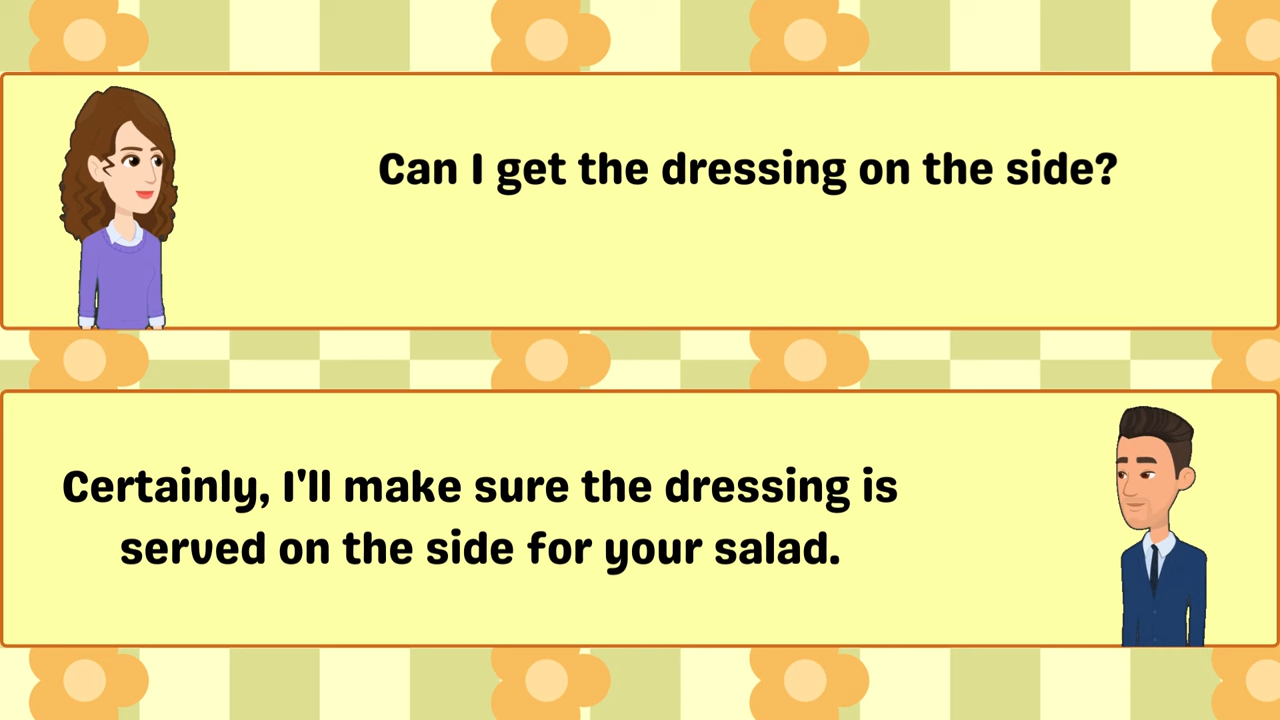 Can I get the dressing on the side?
Certainly, I'll make sure the dressing is
served on the side for your salad.